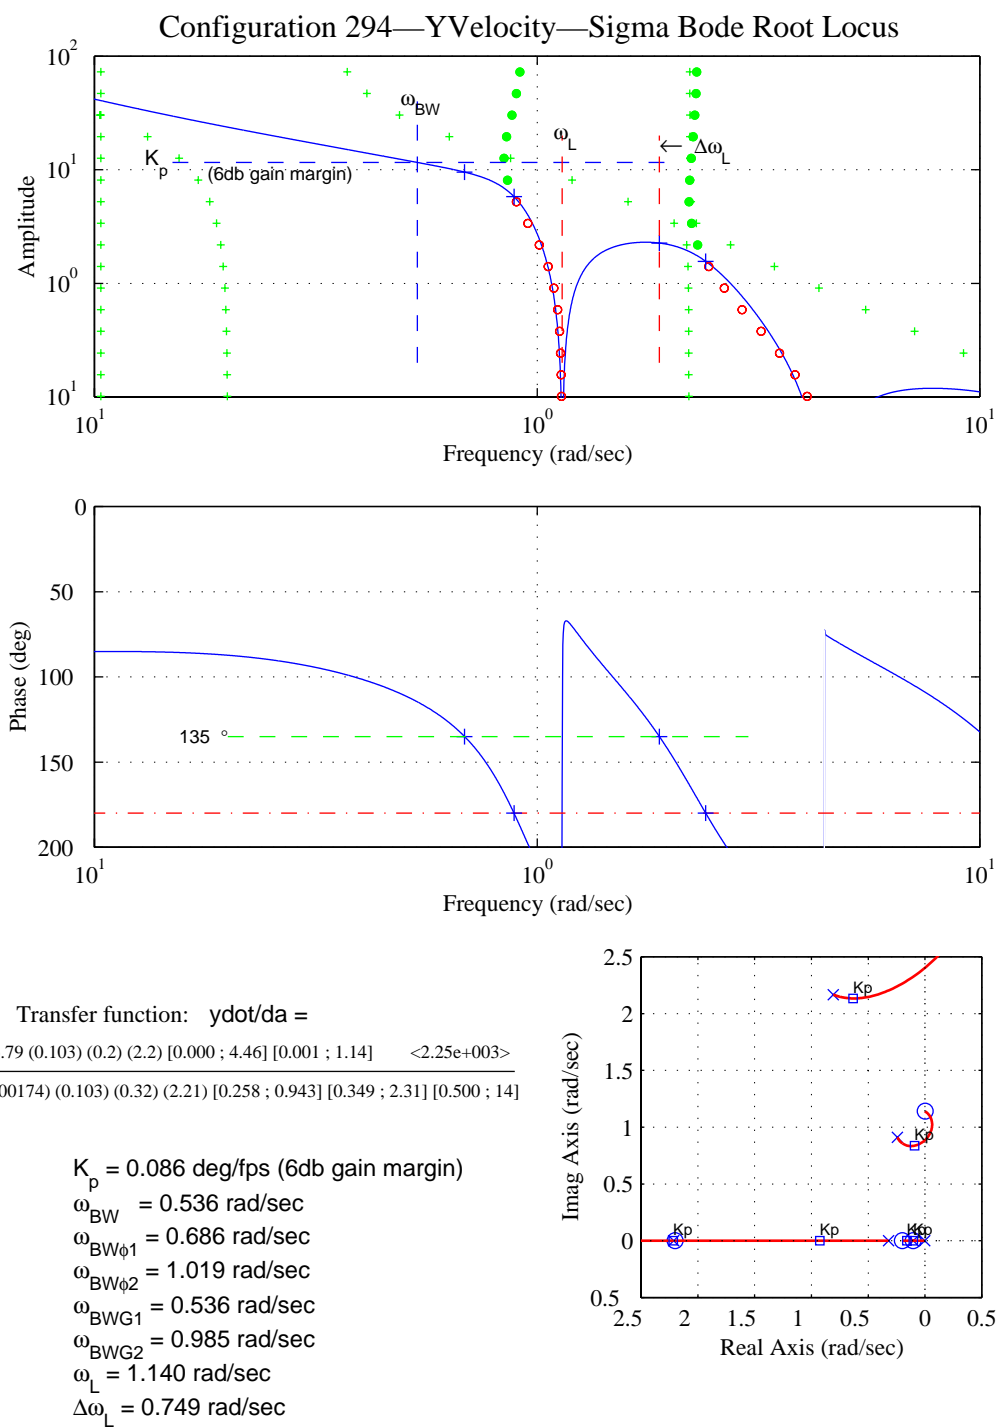 Configuration 294—YVelocity—Sigma Bode Root Locus
10^2
10^1
10^0
10^1
Amplitude
ω_BW
ω_L
← Δω_L
K_p
(6db gain margin)
10^1 10^0 10^1
Frequency (rad/sec)
0
50
100
150
200
Phase (deg)
135 °
10^1 10^0 10^1
Frequency (rad/sec)
Transfer function: ydot/da =
.79 (0.103) (0.2) (2.2) [0.000 ; 4.46] [0.001 ; 1.14] <2.25e+003>
00174) (0.103) (0.32) (2.21) [0.258 ; 0.943] [0.349 ; 2.31] [0.500 ; 14]
K_p = 0.086 deg/fps (6db gain margin)
ω_BW = 0.536 rad/sec
ω_BWφ1 = 0.686 rad/sec
ω_BWφ2 = 1.019 rad/sec
ω_BWG1 = 0.536 rad/sec
ω_BWG2 = 0.985 rad/sec
ω_L = 1.140 rad/sec
Δω_L = 0.749 rad/sec
2.5
2
1.5
1
0.5
0
0.5
Imag Axis (rad/sec)
Kp
Kp
Kp Kp Kp Kp
2.5 2 1.5 1 0.5 0 0.5
Real Axis (rad/sec)